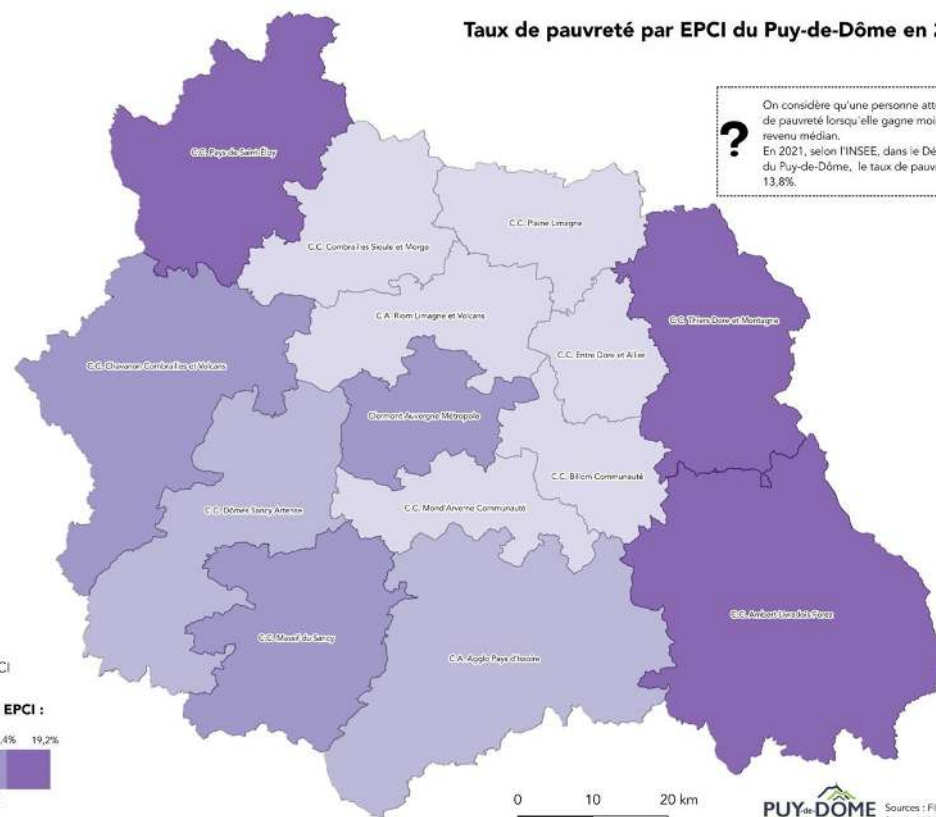 Taux de pauvreté par EPCI du Puy-de-Dôme en 2
?
On considère qu'une personne atte
de pauvreté lorsqu'elle gagne moi
revenu médian.
En 2021, selon l'INSEE, dans le Dé
du Puy-de-Dôme, le taux de pauv
13,8%.
C.C. Pays de Saint-Éloy
C.C. Plaine Limagne
C.C. Combrailles Sioule et Morge
C.A. Riom Limagne et Volcans
C.C. Thiers Dore et Montagne
C.C. Entre Dore et Allier
C.C. Chavanon Combrailles et Volcans
Clermont Auvergne Métropole
C.C. Billom Communauté
C.C. Dômes Sancy Artense
C.C. Mond'Arverne Communauté
C.C. Ambert Livradois Forez
C.C. Massif du Sancy
C.A. Agglo Pays d'Issoire
CI
EPCI :
,4% 19,2%
0 10 20 km
PUY-de-DÔME
Sources : Fi